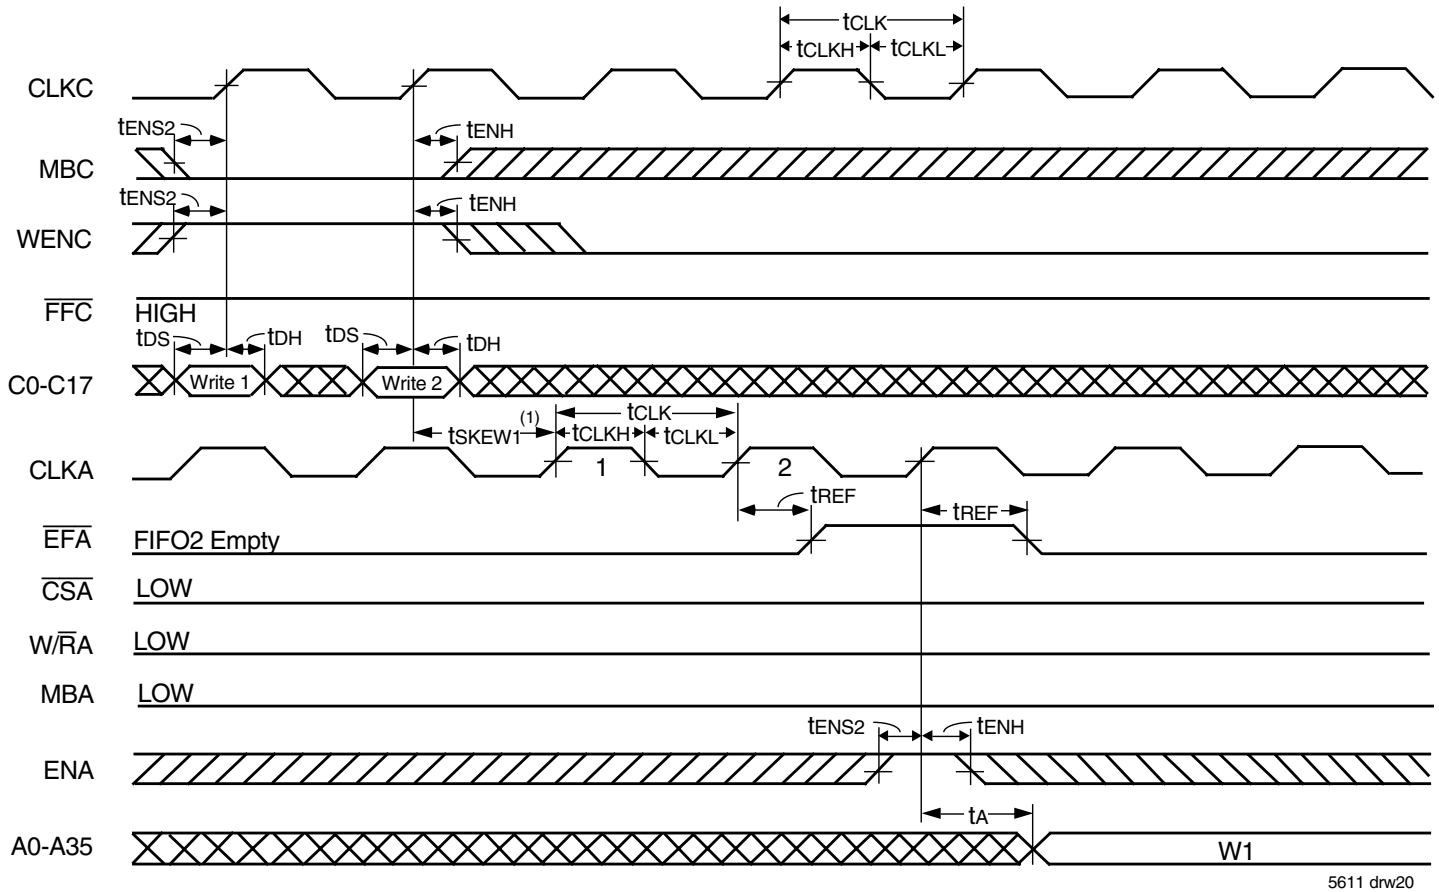 tCLK
tCLKH tCLKL
CLKC
tENS2 tENH
MBC
tENS2 tENH
WENC
FFC HIGH
tDS tDH tDS tDH
C0-C17 Write 1 Write 2
tSKEW1(1) tCLK
tCLKH tCLKL
CLKA 1 2
tREF tREF
EFA FIFO2 Empty
CSA LOW
W/RA LOW
MBA LOW
tENS2 tENH
ENA
tA
A0-A35 W1
5611 drw20